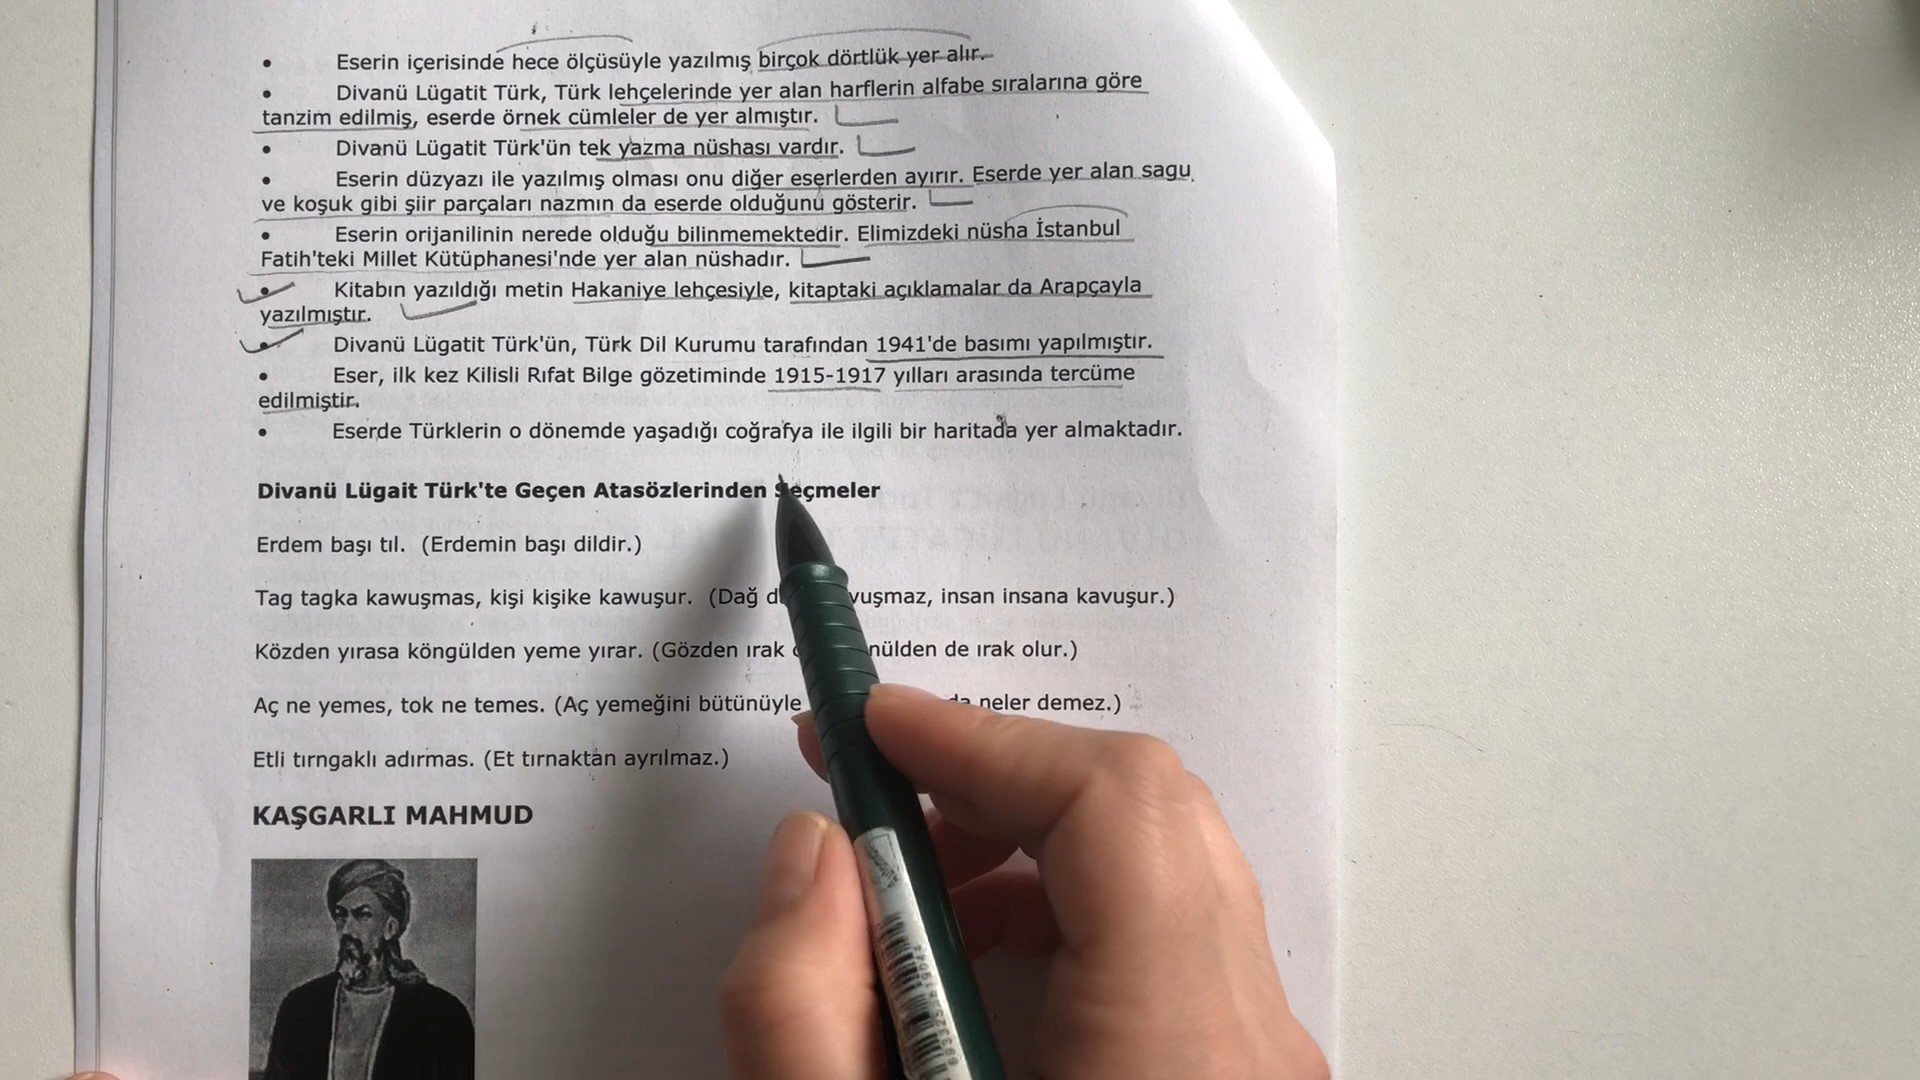 • Eserin içerisinde hece ölçüsüyle yazılmış birçok dörtlük yer alır.
• Divanü Lügatit Türk, Türk lehçelerinde yer alan harflerin alfabe sıralarına göre
tanzim edilmiş, eserde örnek cümleler de yer almıştır.
• Divanü Lügatit Türk'ün tek yazma nüshası vardır.
• Eserin düzyazı ile yazılmış olması onu diğer eserlerden ayırır. Eserde yer alan sagu
ve koşuk gibi şiir parçaları nazmın da eserde olduğunu gösterir.
• Eserin orijanilinin nerede olduğu bilinmemektedir. Elimizdeki nüsha İstanbul
Fatih'teki Millet Kütüphanesi'nde yer alan nüshadır.
• Kitabın yazıldığı metin Hakaniye lehçesiyle, kitaptaki açıklamalar da Arapçayla
yazılmıştır.
• Divanü Lügatit Türk'ün, Türk Dil Kurumu tarafından 1941'de basımı yapılmıştır.
• Eser, ilk kez Kilisli Rıfat Bilge gözetiminde 1915-1917 yılları arasında tercüme
edilmiştir.
• Eserde Türklerin o dönemde yaşadığı coğrafya ile ilgili bir haritada yer almaktadır.
Divanü Lügait Türk'te Geçen Atasözlerinden Seçmeler
Erdem başı tıl. (Erdemin başı dildir.)
Tag tagka kawuşmas, kişi kişike kawuşur. (Dağ insan insana kavuşur.)
Közden yırasa köngülden yeme yırar. (Gözden ırak de ırak olur.)
Aç ne yemes, tok ne temes. (Aç yemeğini bütünüyle neler demez.)
Etli tırngaklı adırmas. (Et tırnaktan ayrılmaz.)
KAŞGARLI MAHMUD